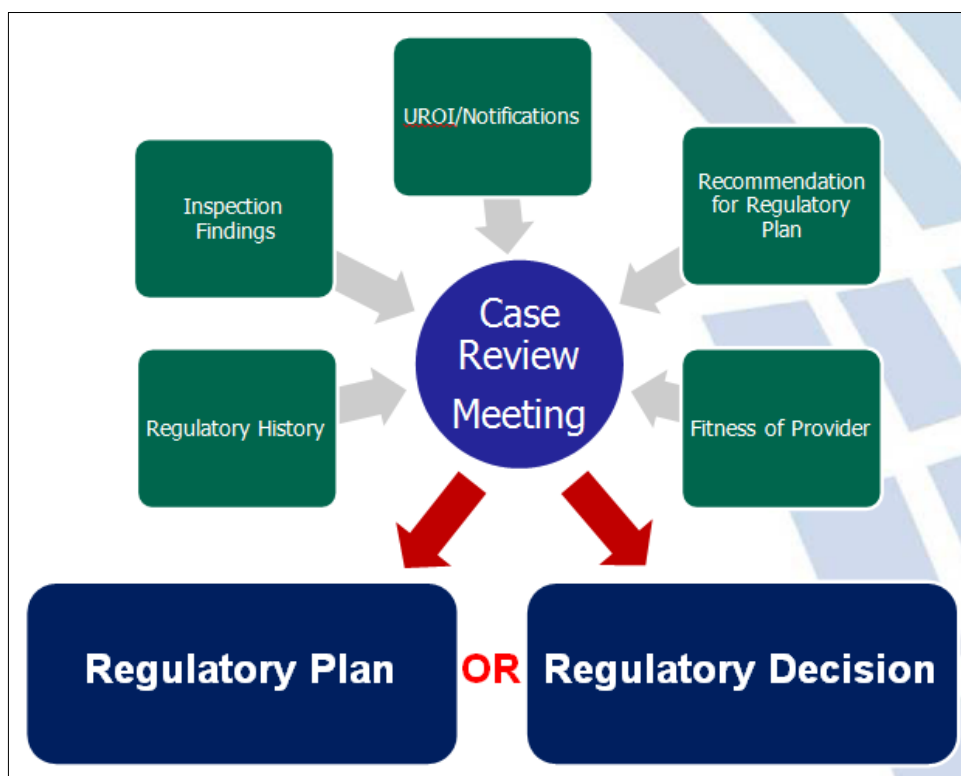 UROI/Notifications
Inspection
Findings
Recommendation
for Regulatory
Plan
Case
Review
Meeting
Regulatory History
Fitness of Provider
Regulatory Plan
OR
Regulatory Decision